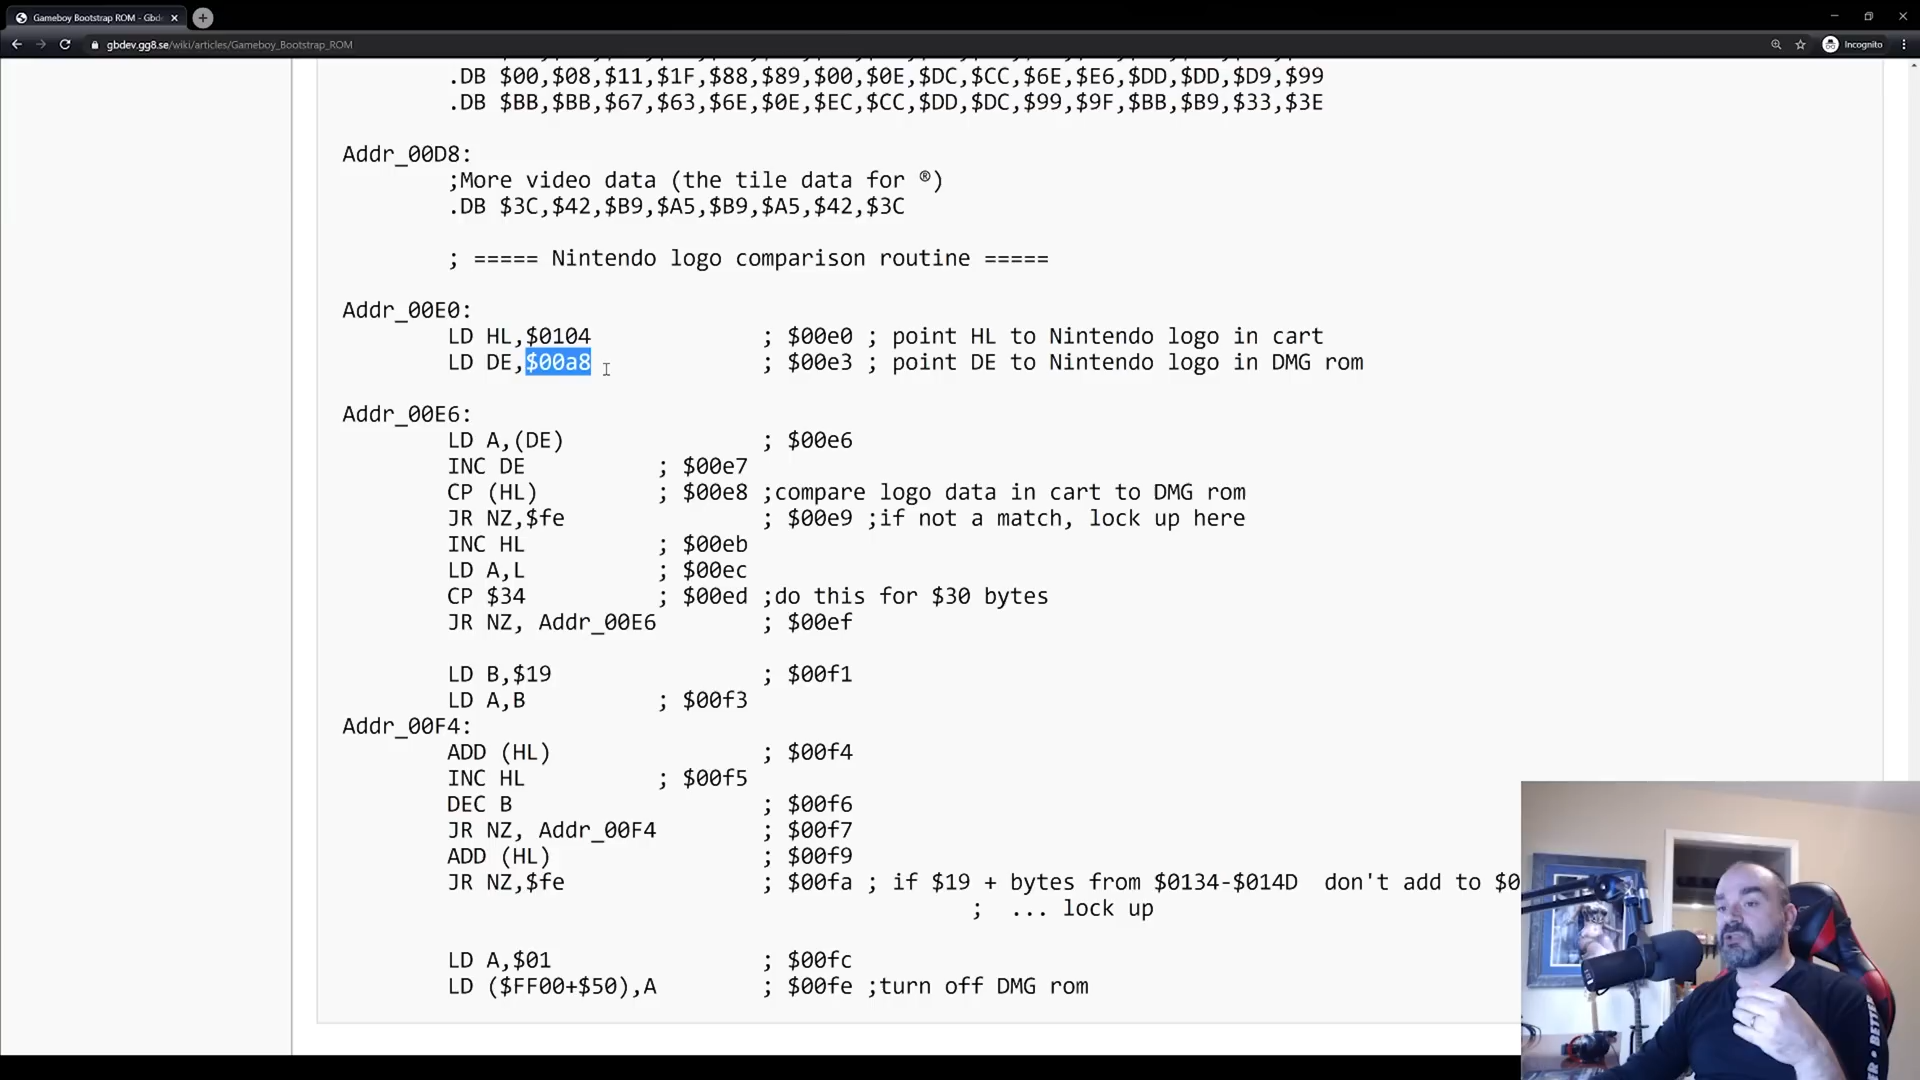 Gameboy Bootstrap ROM - Gbd
gbdev.gg8.se/wiki/articles/Gameboy_Bootstrap_ROM
Incognito
.DB $00,$08,$11,$1F,$88,$89,$00,$0E,$DC,$CC,$6E,$E6,$DD,$DD,$D9,$99
.DB $BB,$BB,$67,$63,$6E,$0E,$EC,$CC,$DD,$DC,$99,$9F,$BB,$B9,$33,$3E
Addr_00D8:
;More video data (the tile data for ®)
.DB $3C,$42,$B9,$A5,$B9,$A5,$42,$3C
; ===== Nintendo logo comparison routine =====
Addr_00E0:
LD HL,$0104 ; $00e0 ; point HL to Nintendo logo in cart
LD DE,$00a8 ; $00e3 ; point DE to Nintendo logo in DMG rom
Addr_00E6:
LD A,(DE) ; $00e6
INC DE ; $00e7
CP (HL) ; $00e8 ;compare logo data in cart to DMG rom
JR NZ,$fe ; $00e9 ;if not a match, lock up here
INC HL ; $00eb
LD A,L ; $00ec
CP $34 ; $00ed ;do this for $30 bytes
JR NZ, Addr_00E6 ; $00ef
LD B,$19 ; $00f1
LD A,B ; $00f3
Addr_00F4:
ADD (HL) ; $00f4
INC HL ; $00f5
DEC B ; $00f6
JR NZ, Addr_00F4 ; $00f7
ADD (HL) ; $00f9
JR NZ,$fe ; $00fa ; if $19 + bytes from $0134-$014D don't add to $0
; ... lock up
LD A,$01 ; $00fc
LD ($FF00+$50),A ; $00fe ;turn off DMG rom